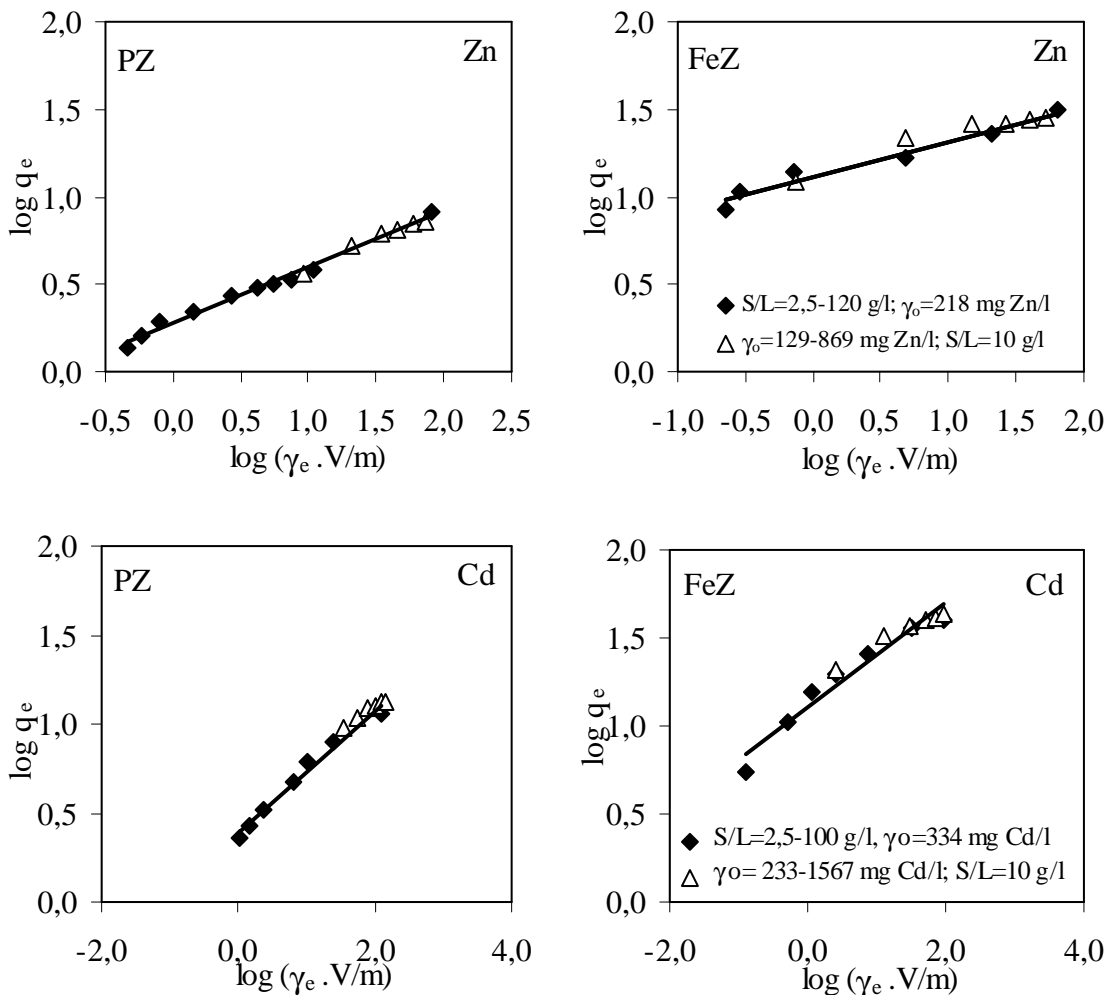 2,0
PZ
Zn
1,5
1,0
0,5
0,0
log qe
-0,5 0,0 0,5 1,0 1,5 2,0 2,5
log (γe .V/m)
2,0
FeZ
Zn
1,5
1,0
0,5
0,0
log qe
S/L=2,5-120 g/l; γo=218 mg Zn/l
γo=129-869 mg Zn/l; S/L=10 g/l
-1,0 -0,5 0,0 0,5 1,0 1,5 2,0
log (γe .V/m)
2,0
PZ
Cd
1,5
1,0
0,5
0,0
log qe
-2,0 0,0 2,0 4,0
log (γe .V/m)
2,0
FeZ
Cd
1,5
1,0
0,5
0,0
log qe
S/L=2,5-100 g/l, γo=334 mg Cd/l
γo= 233-1567 mg Cd/l; S/L=10 g/l
-2,0 0,0 2,0 4,0
log (γe .V/m)